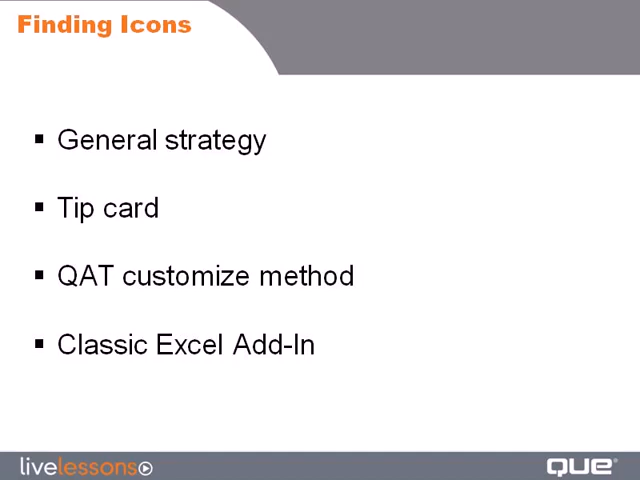 Finding Icons
▪ General strategy
▪ Tip card
▪ QAT customize method
▪ Classic Excel Add-In
livelessons
QUE®